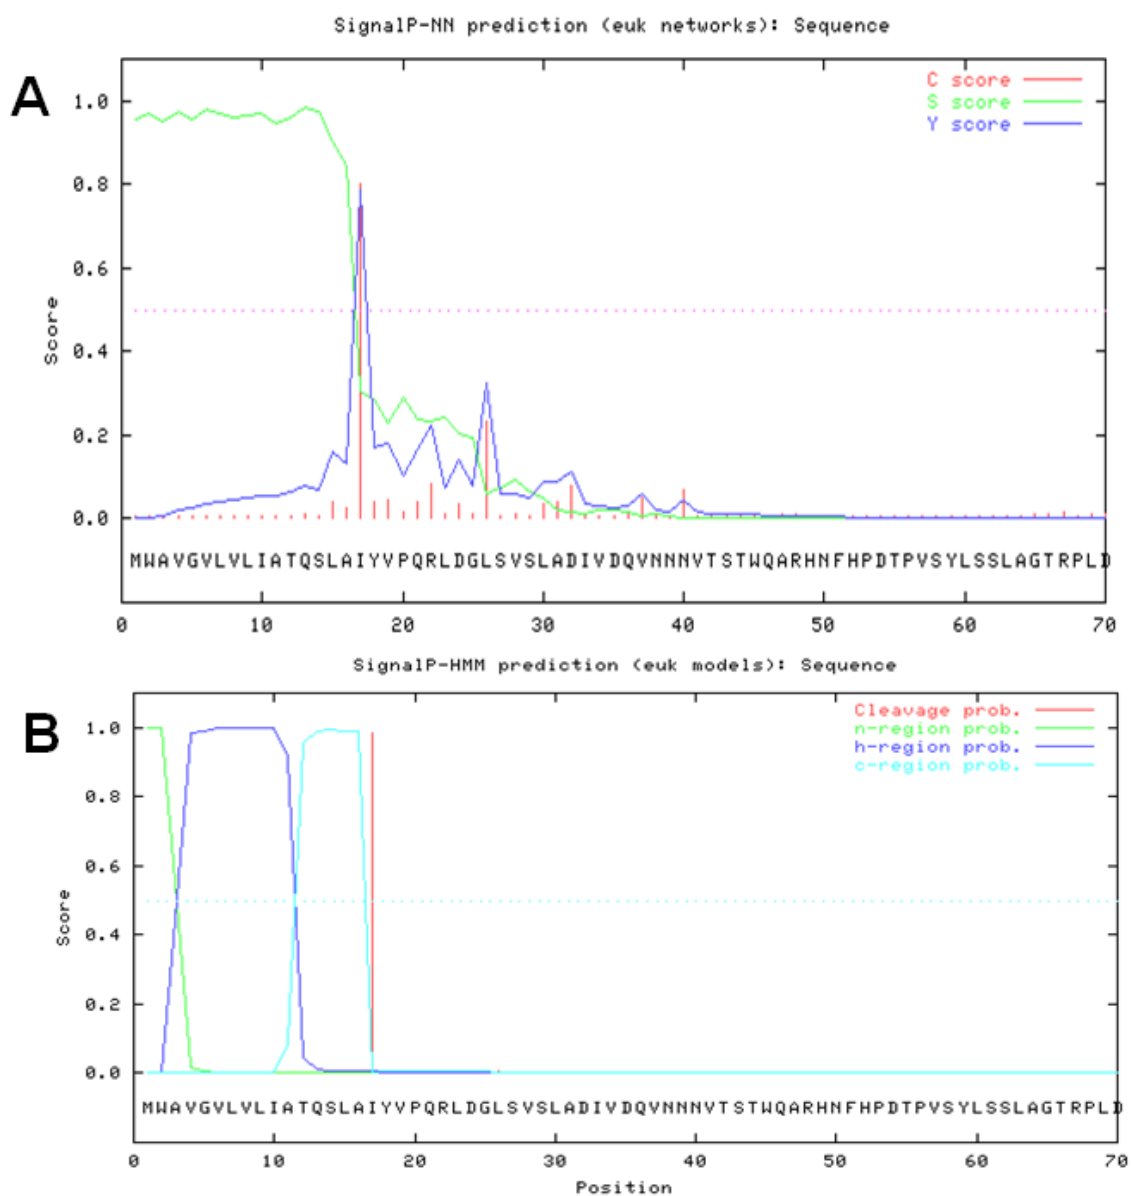 SignalP-NN prediction (euk networks): Sequence
A
C score
S score
Y score
1.0
0.8
0.6
0.4
0.2
0.0
Score
MWAVGVLVLIATQSLAIYVPQRLDGLSVSLADIVDQVNNNVTSTWQARHNFHPDTPVSYLSSLAGTRPLD
0 10 20 30 40 50 60 70
SignalP-HMM prediction (euk models): Sequence
B
Cleavage prob.
n-region prob.
h-region prob.
c-region prob.
1.0
0.8
0.6
0.4
0.2
0.0
Score
MWAVGVLVLIATQSLAIYVPQRLDGLSVSLADIVDQVNNNVTSTWQARHNFHPDTPVSYLSSLAGTRPLD
0 10 20 30 40 50 60 70
Position